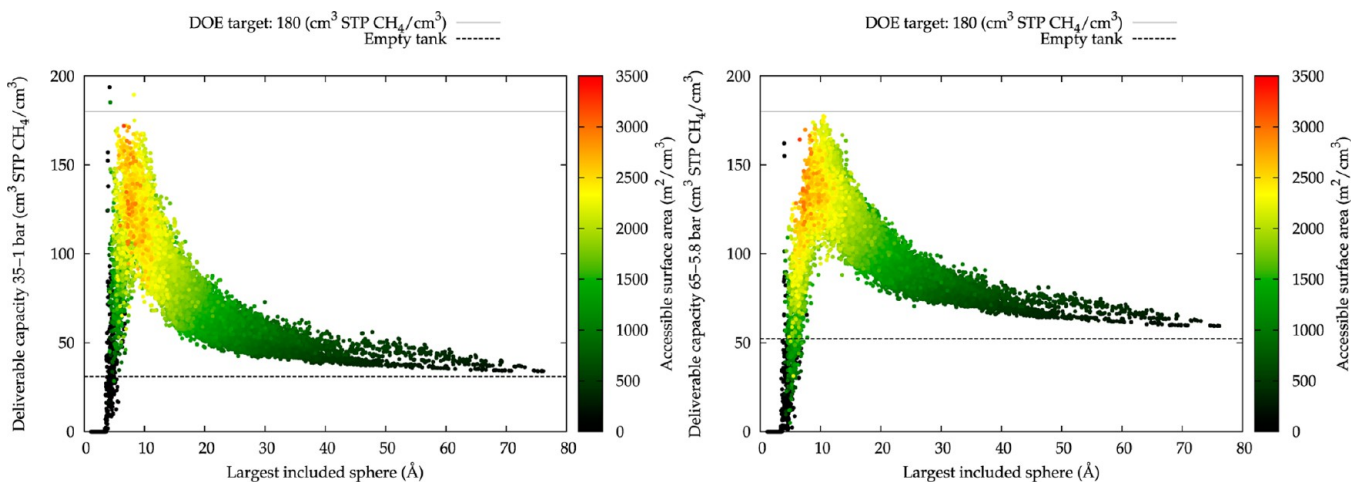 DOE target: 180 (cm³ STP CH₄/cm³)
Empty tank
Deliverable capacity 35–1 bar (cm³ STP CH₄/cm³)
200
150
100
50
0
0 10 20 30 40 50 60 70 80
Largest included sphere (Å)
3500
3000
2500
2000
1500
1000
500
0
Accessible surface area (m²/cm³)
DOE target: 180 (cm³ STP CH₄/cm³)
Empty tank
Deliverable capacity 65–5.8 bar (cm³ STP CH₄/cm³)
200
150
100
50
0
0 10 20 30 40 50 60 70 80
Largest included sphere (Å)
3500
3000
2500
2000
1500
1000
500
0
Accessible surface area (m²/cm³)